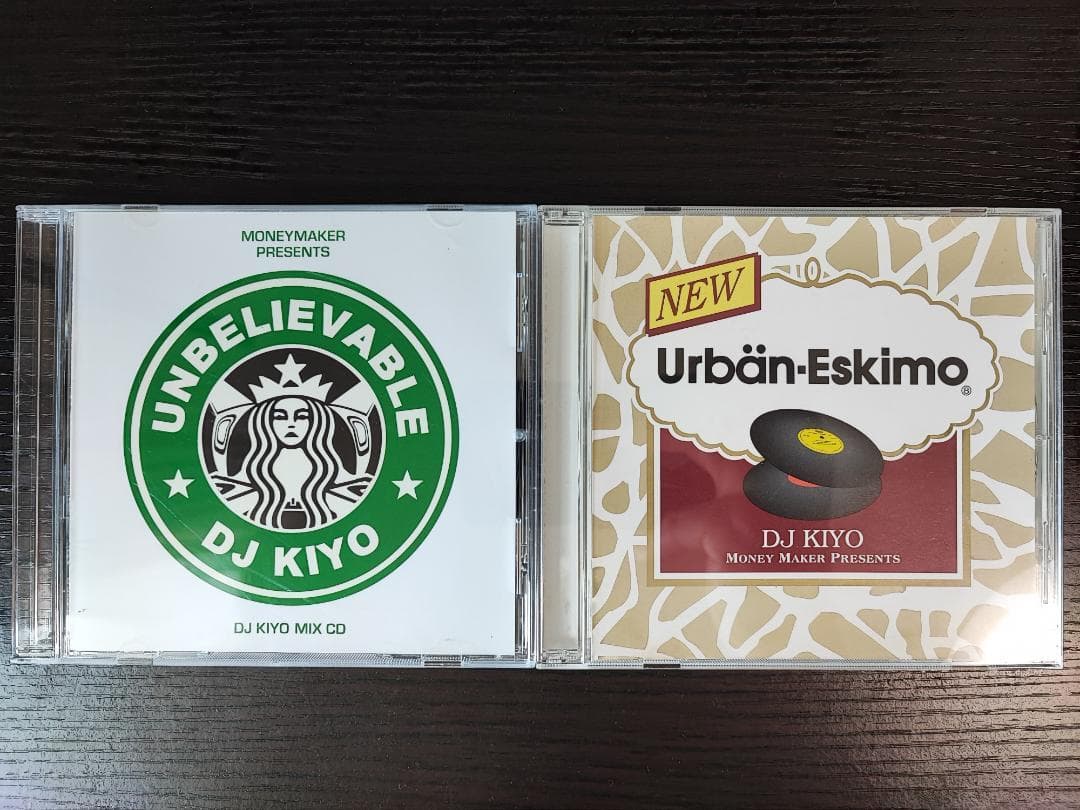 MONEYMAKER
PRESENTS
UNBELIEVABLE
DJ KIYO
DJ KIYO MIX CD
NEW
Urbän-Eskimo
DJ KIYO
MONEY MAKER PRESENTS